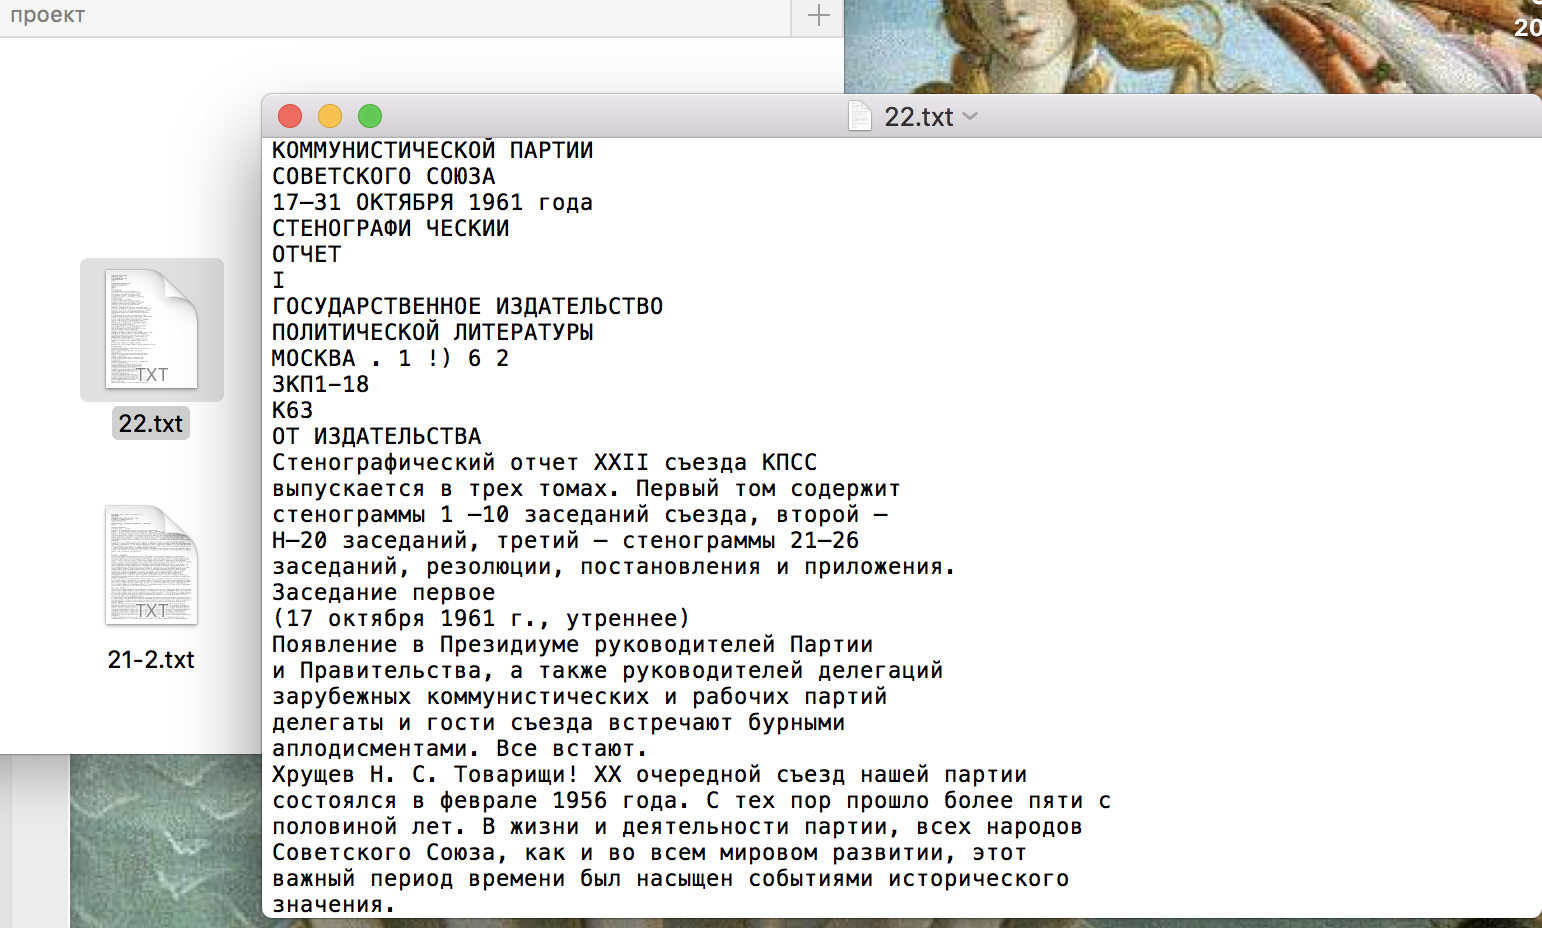 проект
20
22.txt
КОММУНИСТИЧЕСКОЙ ПАРТИИ
СОВЕТСКОГО СОЮЗА
17—31 ОКТЯБРЯ 1961 года
СТЕНОГРАФИ ЧЕСКИИ
ОТЧЕТ
I
ГОСУДАРСТВЕННОЕ ИЗДАТЕЛЬСТВО
ПОЛИТИЧЕСКОЙ ЛИТЕРАТУРЫ
МОСКВА . 1 !) 6 2
ЗКП1—18
К63
ОТ ИЗДАТЕЛЬСТВА
Стенографический отчет XXII съезда КПСС
выпускается в трех томах. Первый том содержит
стенограммы 1 —10 заседаний съезда, второй —
Н—20 заседаний, третий — стенограммы 21—26
заседаний, резолюции, постановления и приложения.
Заседание первое
(17 октября 1961 г., утреннее)
Появление в Президиуме руководителей Партии
и Правительства, а также руководителей делегаций
зарубежных коммунистических и рабочих партий
делегаты и гости съезда встречают бурными
аплодисментами. Все встают.
Хрущев Н. С. Товарищи! XX очередной съезд нашей партии
состоялся в феврале 1956 года. С тех пор прошло более пяти с
половиной лет. В жизни и деятельности партии, всех народов
Советского Союза, как и во всем мировом развитии, этот
важный период времени был насыщен событиями исторического
значения.
TXT
22.txt
TXT
21-2.txt